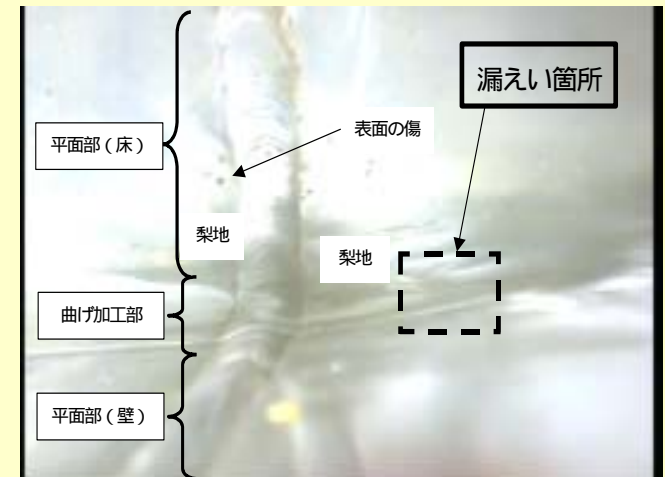 漏えい箇所
表面の傷
平面部(床)
梨地
梨地
曲げ加工部
平面部(壁)